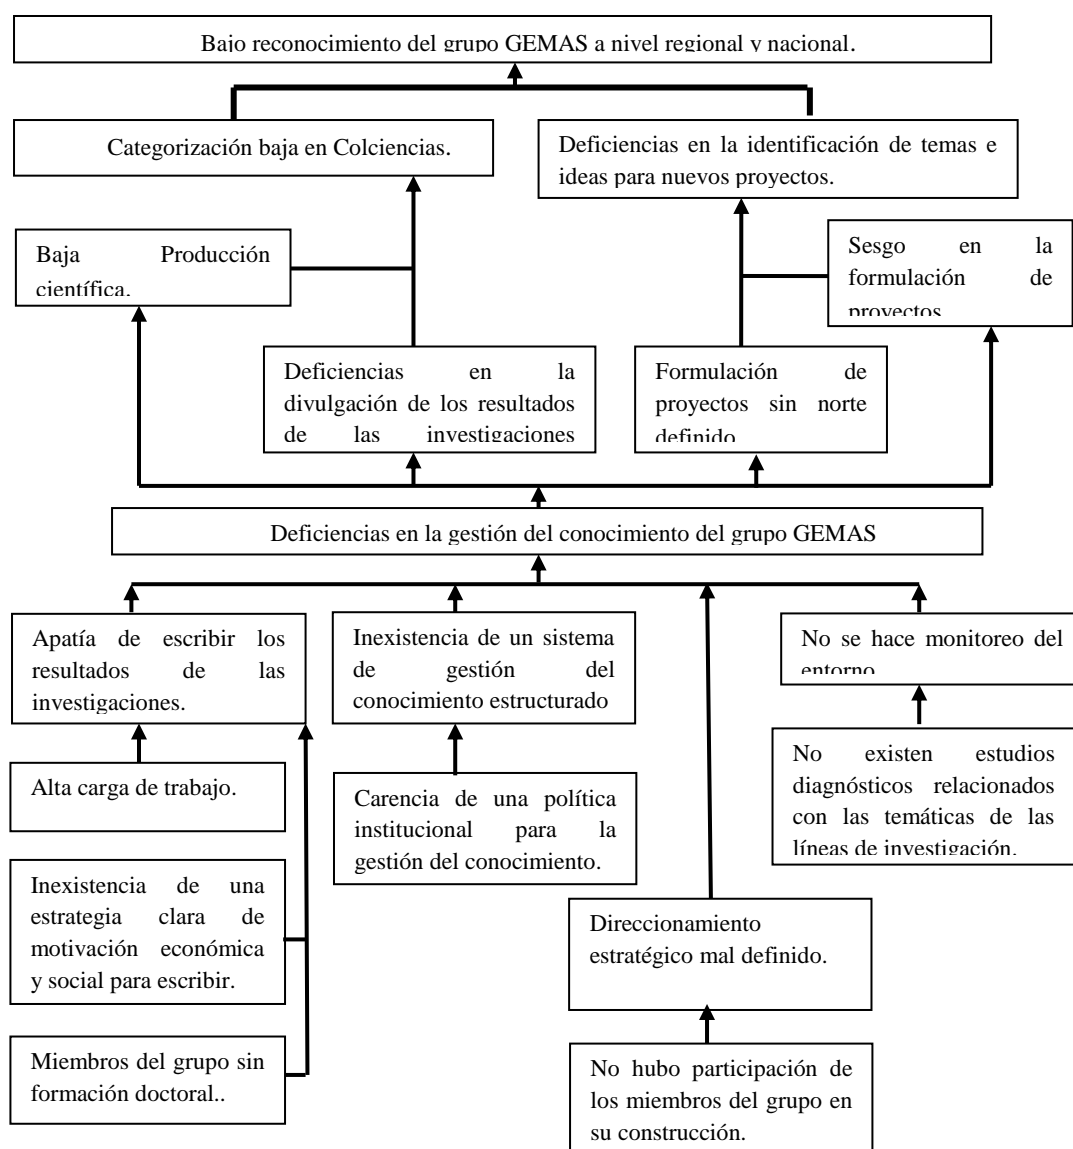 Bajo reconocimiento del grupo GEMAS a nivel regional y nacional.
Categorización baja en Colciencias.
Deficiencias en la identificación de temas e
ideas para nuevos proyectos.
Baja Producción
científica.
Sesgo en la
formulación de
proyectos
Deficiencias en la
divulgación de los resultados
de las investigaciones
Formulación de
proyectos sin norte
definido
Deficiencias en la gestión del conocimiento del grupo GEMAS
Apatía de escribir los
resultados de las
investigaciones.
Inexistencia de un sistema
de gestión del
conocimiento estructurado
No se hace monitoreo del
entorno
Alta carga de trabajo.
Carencia de una política
institucional para la
gestión del conocimiento.
No existen estudios
diagnósticos relacionados
con las temáticas de las
líneas de investigación.
Inexistencia de una
estrategia clara de
motivación económica
y social para escribir.
Direccionamiento
estratégico mal definido.
Miembros del grupo sin
formación doctoral..
No hubo participación de
los miembros del grupo en
su construcción.